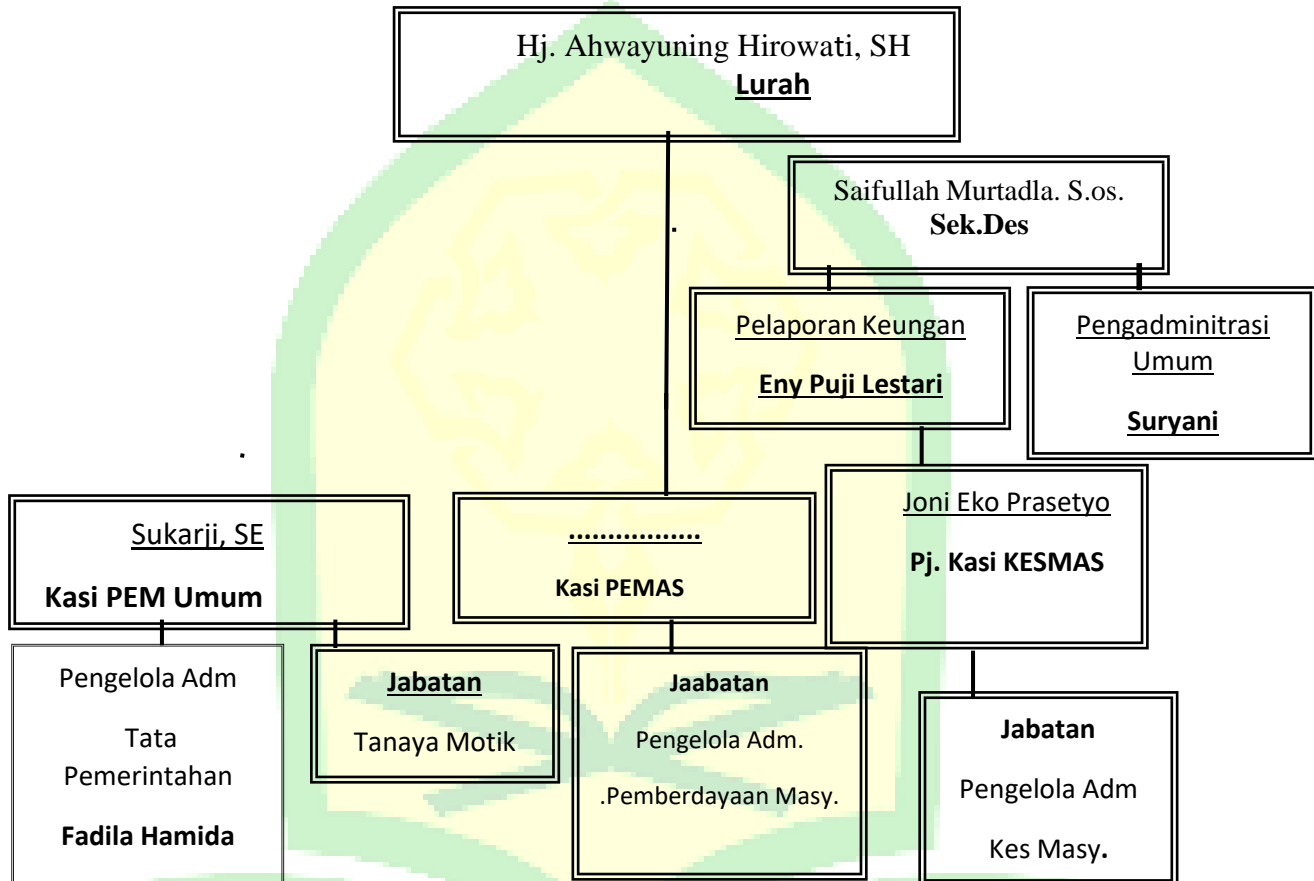 Hj. Ahwayuning Hirowati, SH
Lurah
Saifullah Murtadla. S.os.
Sek.Des
.
Pelaporan Keungan
Eny Puji Lestari
Pengadminitrasi
Umum
Suryani
.
Sukarji, SE
Kasi PEM Umum
.................
Kasi PEMAS
Joni Eko Prasetyo
Pj. Kasi KESMAS
Pengelola Adm
Tata
Pemerintahan
Fadila Hamida
Jabatan
Tanaya Motik
Jaabatan
Pengelola Adm.
.Pemberdayaan Masy.
Jabatan
Pengelola Adm
Kes Masy.